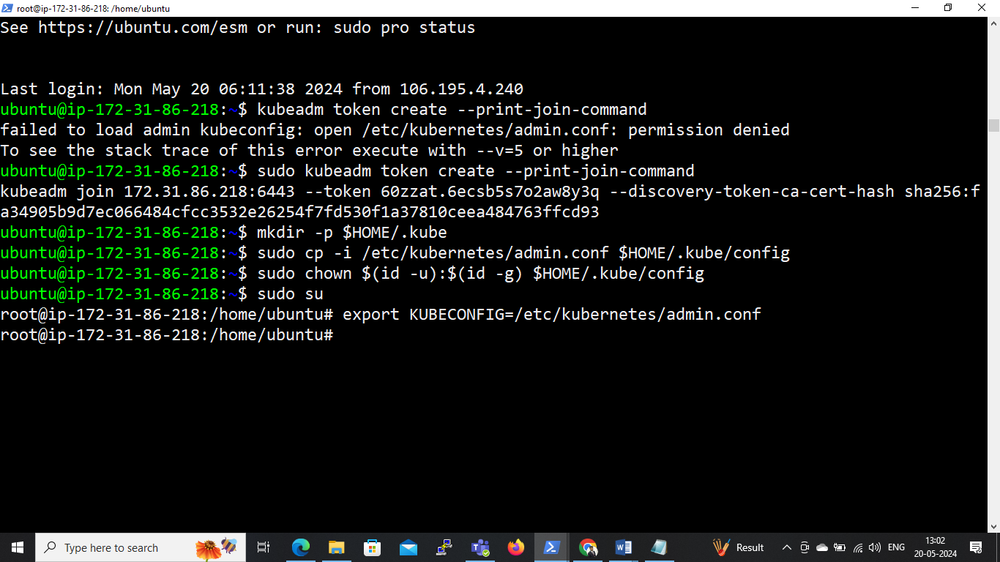 root@ip-172-31-86-218: /home/ubuntu
See https://ubuntu.com/esm or run: sudo pro status
Last login: Mon May 20 06:11:38 2024 from 106.195.4.240
ubuntu@ip-172-31-86-218:~$ kubeadm token create --print-join-command
failed to load admin kubeconfig: open /etc/kubernetes/admin.conf: permission denied
To see the stack trace of this error execute with --v=5 or higher
ubuntu@ip-172-31-86-218:~$ sudo kubeadm token create --print-join-command
kubeadm join 172.31.86.218:6443 --token 60zzat.6ecsb5s7o2aw8y3q --discovery-token-ca-cert-hash sha256:f
a34905b9d7ec066484cfcc3532e26254f7fd530f1a37810ceea484763ffcd93
ubuntu@ip-172-31-86-218:~$ mkdir -p $HOME/.kube
ubuntu@ip-172-31-86-218:~$ sudo cp -i /etc/kubernetes/admin.conf $HOME/.kube/config
ubuntu@ip-172-31-86-218:~$ sudo chown $(id -u):$(id -g) $HOME/.kube/config
ubuntu@ip-172-31-86-218:~$ sudo su
root@ip-172-31-86-218:/home/ubuntu# export KUBECONFIG=/etc/kubernetes/admin.conf
root@ip-172-31-86-218:/home/ubuntu#
Type here to search
Result
ENG
13:02
20-05-2024